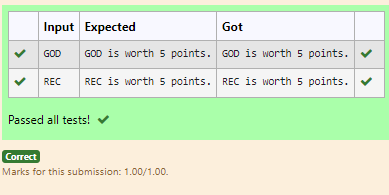 Input Expected Got
GOD GOD is worth 5 points. GOD is worth 5 points.
REC REC is worth 5 points. REC is worth 5 points.
Passed all tests!
Correct
Marks for this submission: 1.00/1.00.